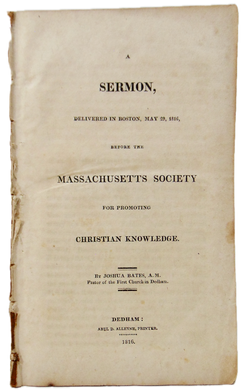 A
SERMON,
DELIVERED IN BOSTON, MAY 29, 1816,
BEFORE THE
MASSACHUSETTS SOCIETY
FOR PROMOTING
CHRISTIAN KNOWLEDGE.
BY JOSHUA BATES, A. M.
Pastor of the First Church in Dedham.
DEDHAM:
ABEL D. ALLEYNE, PRINTER.
1816.